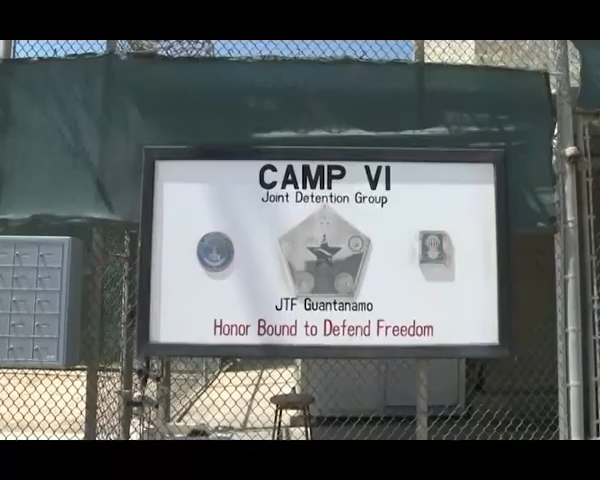 CAMP VI
Joint Detention Group
JTF Guantanamo
Honor Bound to Defend Freedom